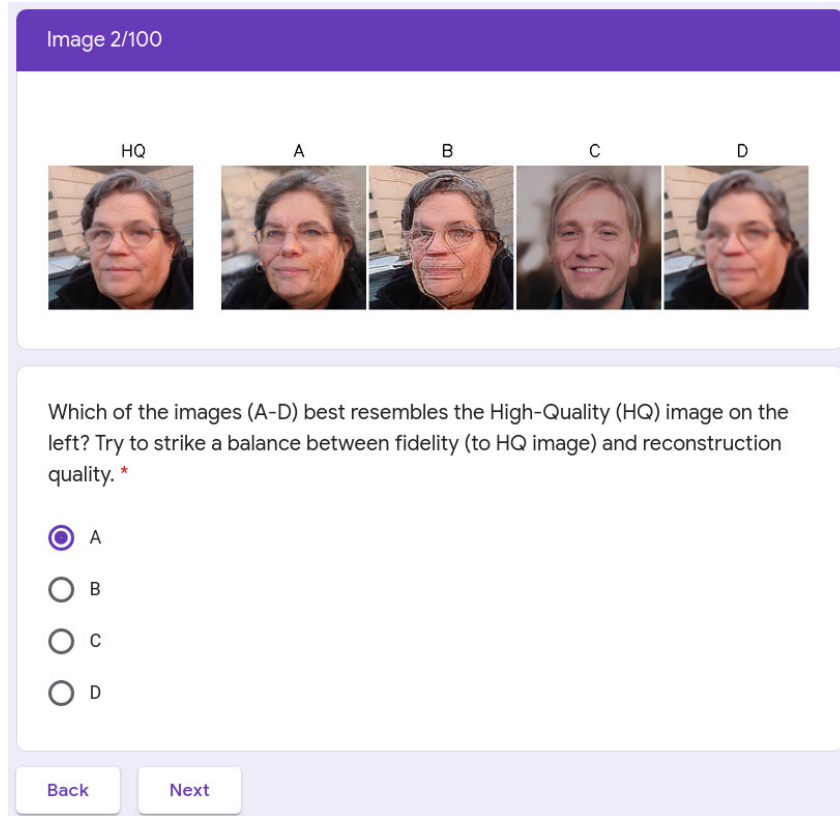 Image 2/100
HQ A B C D
Which of the images (A-D) best resembles the High-Quality (HQ) image on the
left? Try to strike a balance between fidelity (to HQ image) and reconstruction
quality. *
A
B
C
D
Back Next